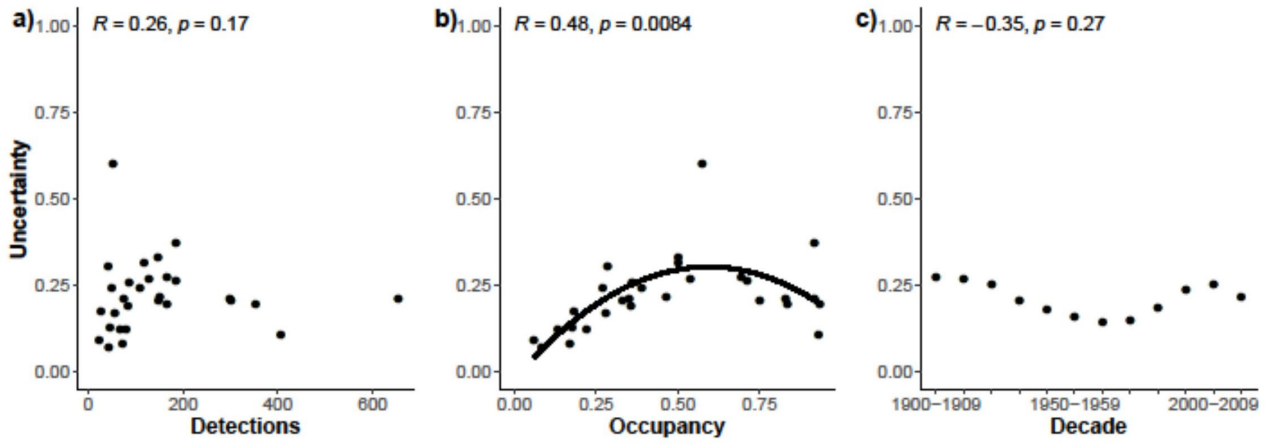 a) R = 0.26, p = 0.17
b) R = 0.48, p = 0.0084
c) R = −0.35, p = 0.27
Uncertainty
1.00
0.75
0.50
0.25
0.00
0 200 400 600
Detections
1.00
0.75
0.50
0.25
0.00
0.00 0.25 0.50 0.75
Occupancy
1.00
0.75
0.50
0.25
0.00
1900−1909 1950−1959 2000−2009
Decade